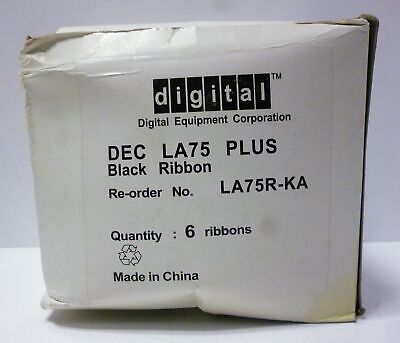 digital™
Digital Equipment Corporation
DEC LA75 PLUS
Black Ribbon
Re-order No. LA75R-KA
Quantity : 6 ribbons
Made in China